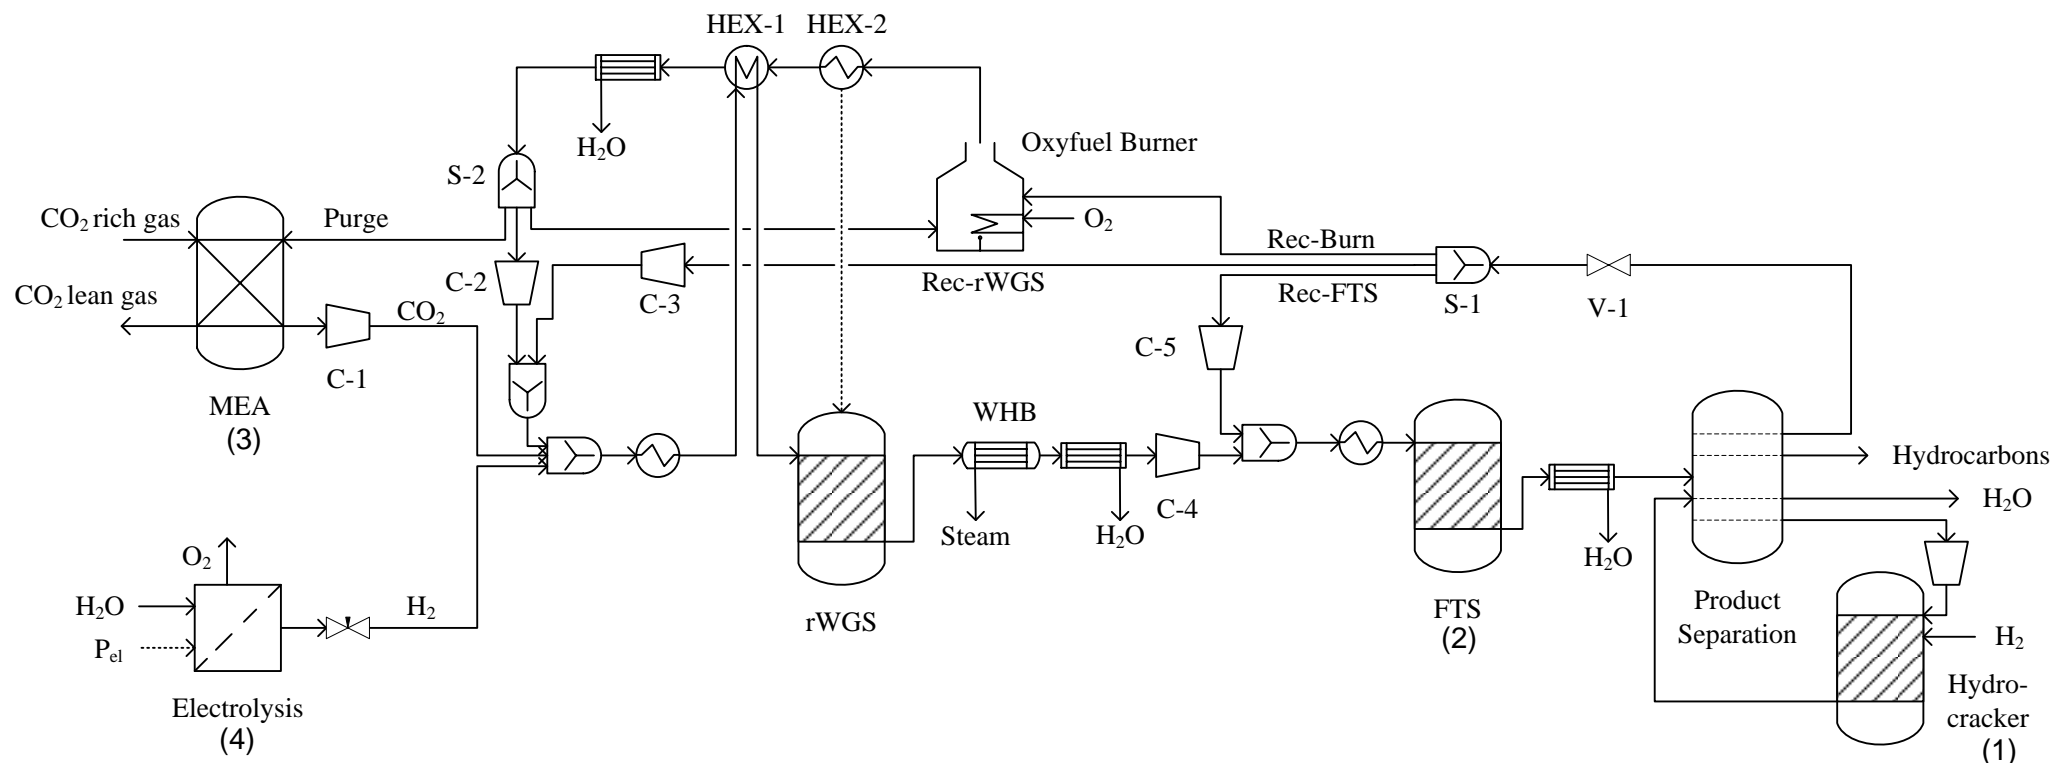 HEX-1
HEX-2
H₂O
Oxyfuel Burner
S-2
CO₂ rich gas
Purge
O₂
Rec-Burn
C-2
Rec-rWGS
Rec-FTS
CO₂ lean gas
CO₂
C-3
S-1
V-1
C-5
C-1
MEA
(3)
WHB
Hydrocarbons
H₂O
C-4
Steam
H₂O
O₂
H₂O
H₂O
H₂
FTS
(2)
Product
Separation
rWGS
H₂
Pel
Hydro-
cracker
(1)
Electrolysis
(4)